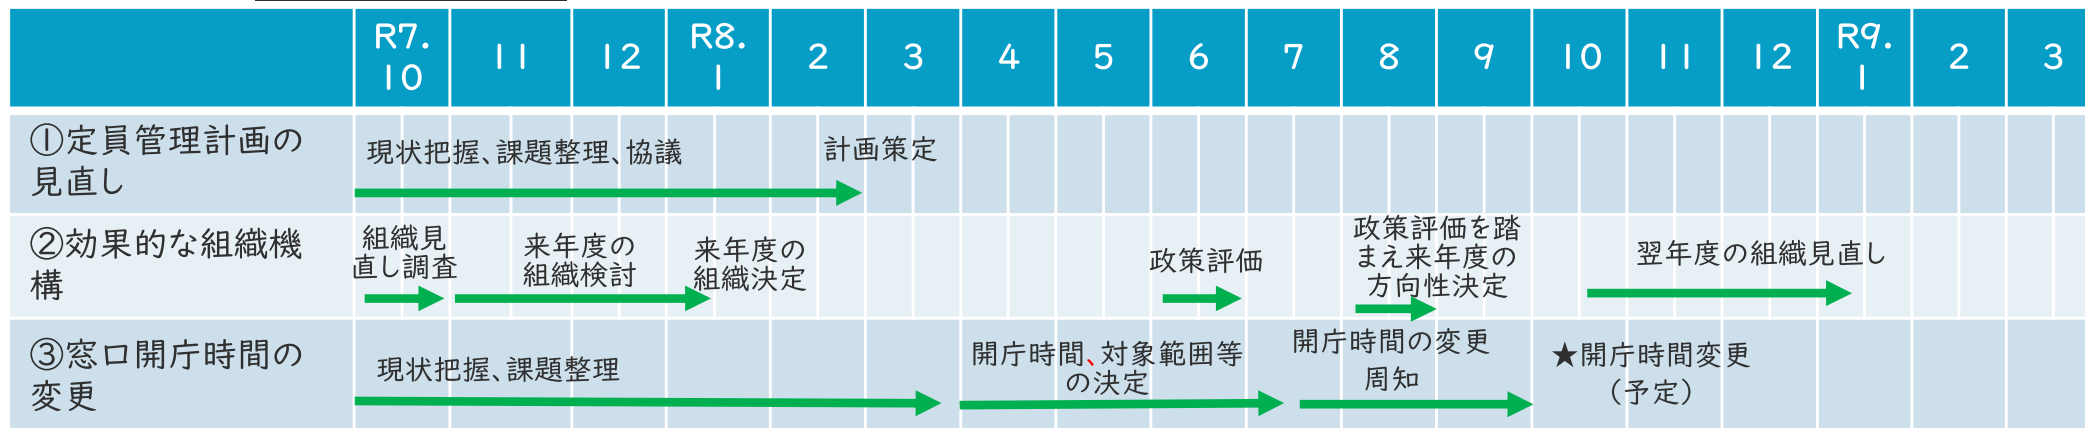 R7.
10
11
12
R8.
1
2
3
4
5
6
7
8
9
10
11
12
R9.
1
2
3
①定員管理計画の
見直し
現状把握、課題整理、協議
計画策定
②効果的な組織機
構
組織見
直し調査
来年度の
組織検討
来年度の
組織決定
政策評価
政策評価を踏
まえ来年度の
方向性決定
翌年度の組織見直し
③窓口開庁時間の
変更
現状把握、課題整理
開庁時間、対象範囲等
の決定
開庁時間の変更
周知
★開庁時間変更
（予定）